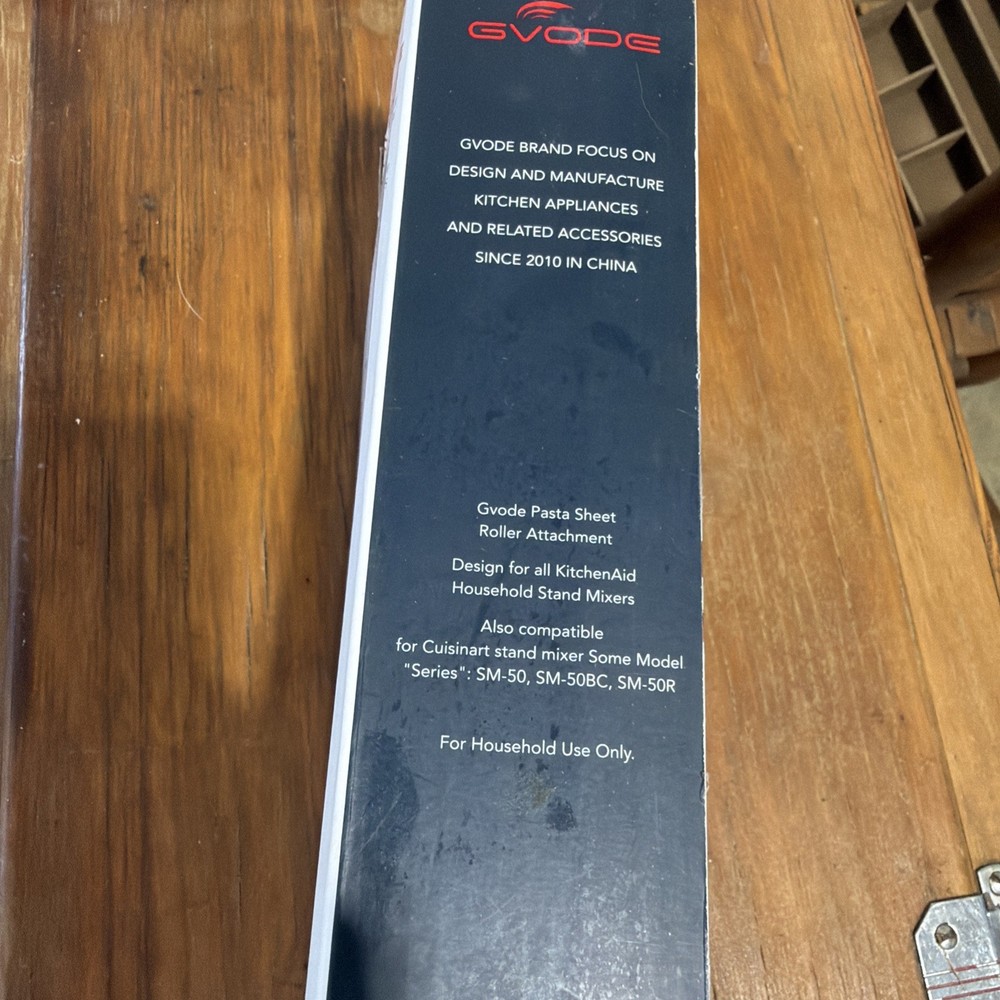 GVODE
GVODE BRAND FOCUS ON
DESIGN AND MANUFACTURE
KITCHEN APPLIANCES
AND RELATED ACCESSORIES
SINCE 2010 IN CHINA
Gvode Pasta Sheet
Roller Attachment
Design for all KitchenAid
Household Stand Mixers
Also compatible
for Cuisinart stand mixer Some Model
"Series": SM-50, SM-50BC, SM-50R
For Household Use Only.